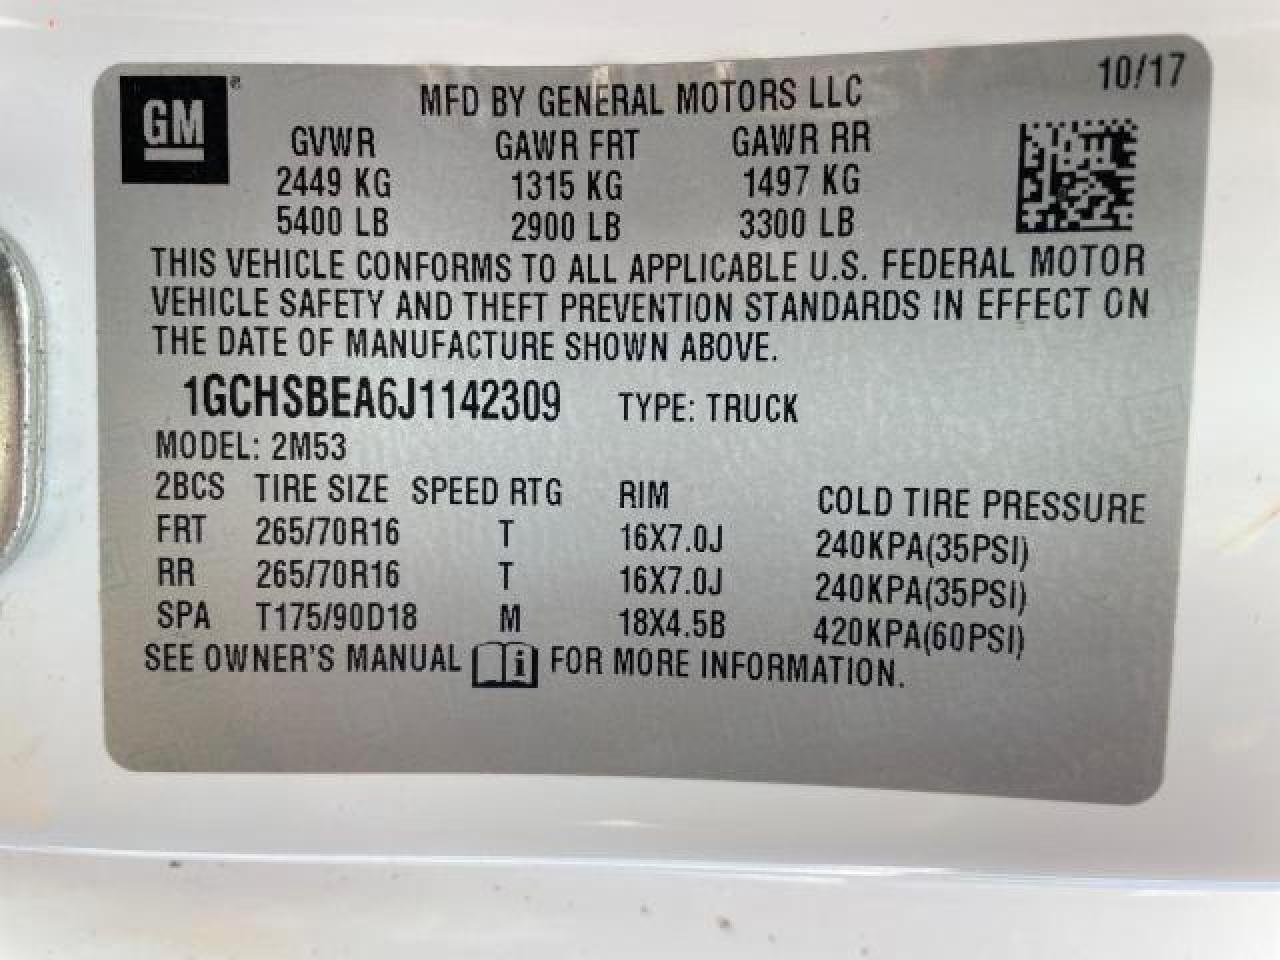 GM ® MFD BY GENERAL MOTORS LLC 10/17
GVWR GAWR FRT GAWR RR
2449 KG 1315 KG 1497 KG
5400 LB 2900 LB 3300 LB
THIS VEHICLE CONFORMS TO ALL APPLICABLE U.S. FEDERAL MOTOR
VEHICLE SAFETY AND THEFT PREVENTION STANDARDS IN EFFECT ON
THE DATE OF MANUFACTURE SHOWN ABOVE.
1GCHSBEA6J1142309 TYPE: TRUCK
MODEL: 2M53
2BCS TIRE SIZE SPEED RTG RIM COLD TIRE PRESSURE
FRT 265/70R16 T 16X7.0J 240KPA(35PSI)
RR 265/70R16 T 16X7.0J 240KPA(35PSI)
SPA T175/90D18 M 18X4.5B 420KPA(60PSI)
SEE OWNER'S MANUAL i FOR MORE INFORMATION.